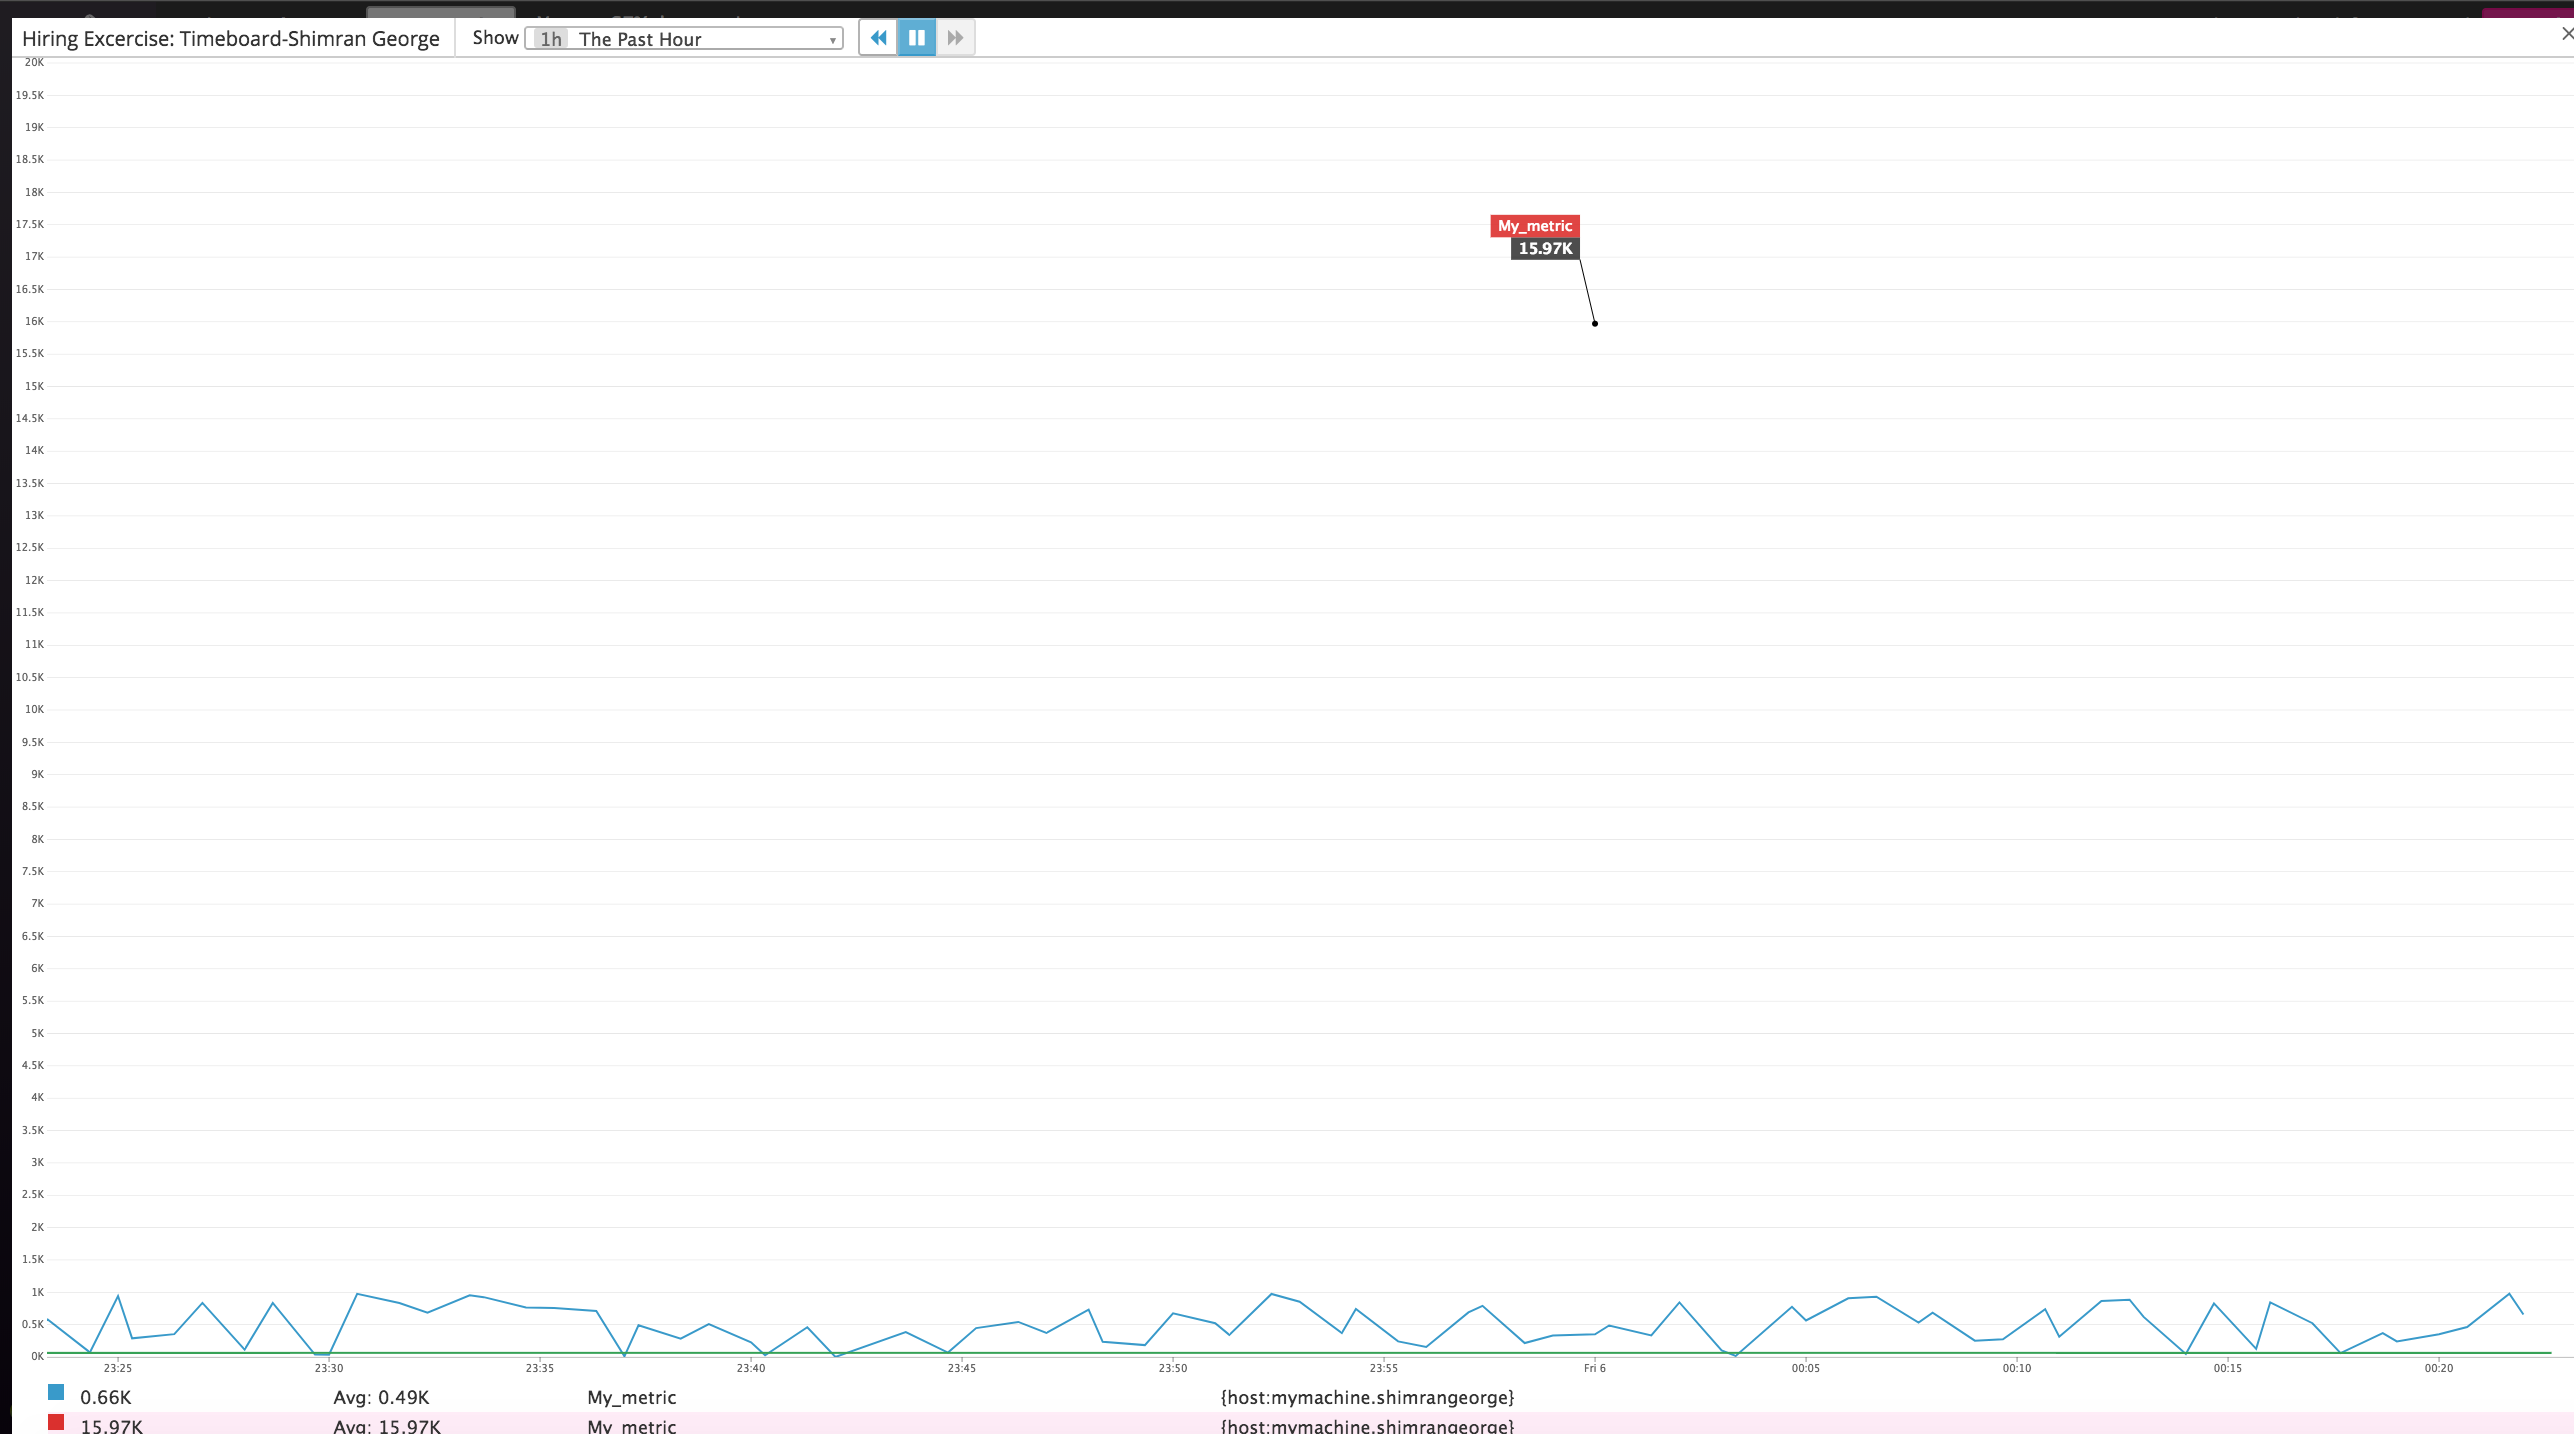 Hiring Excercise: Timeboard-Shimran George Show 1h The Past Hour
20K
19.5K
19K
18.5K
18K
17.5K
17K
16.5K
16K
15.5K
15K
14.5K
14K
13.5K
13K
12.5K
12K
11.5K
11K
10.5K
10K
9.5K
9K
8.5K
8K
7.5K
7K
6.5K
6K
5.5K
5K
4.5K
4K
3.5K
3K
2.5K
2K
1.5K
1K
0.5K
0K
My_metric
15.97K
23:25 23:30 23:35 23:40 23:45 23:50 23:55 Fri 6 00:05 00:10 00:15 00:20
0.66K Avg: 0.49K My_metric {host:mymachine.shimrangeorge}
15.97K Avg: 15.97K My_metric {host:mymachine.shimrangeorge}